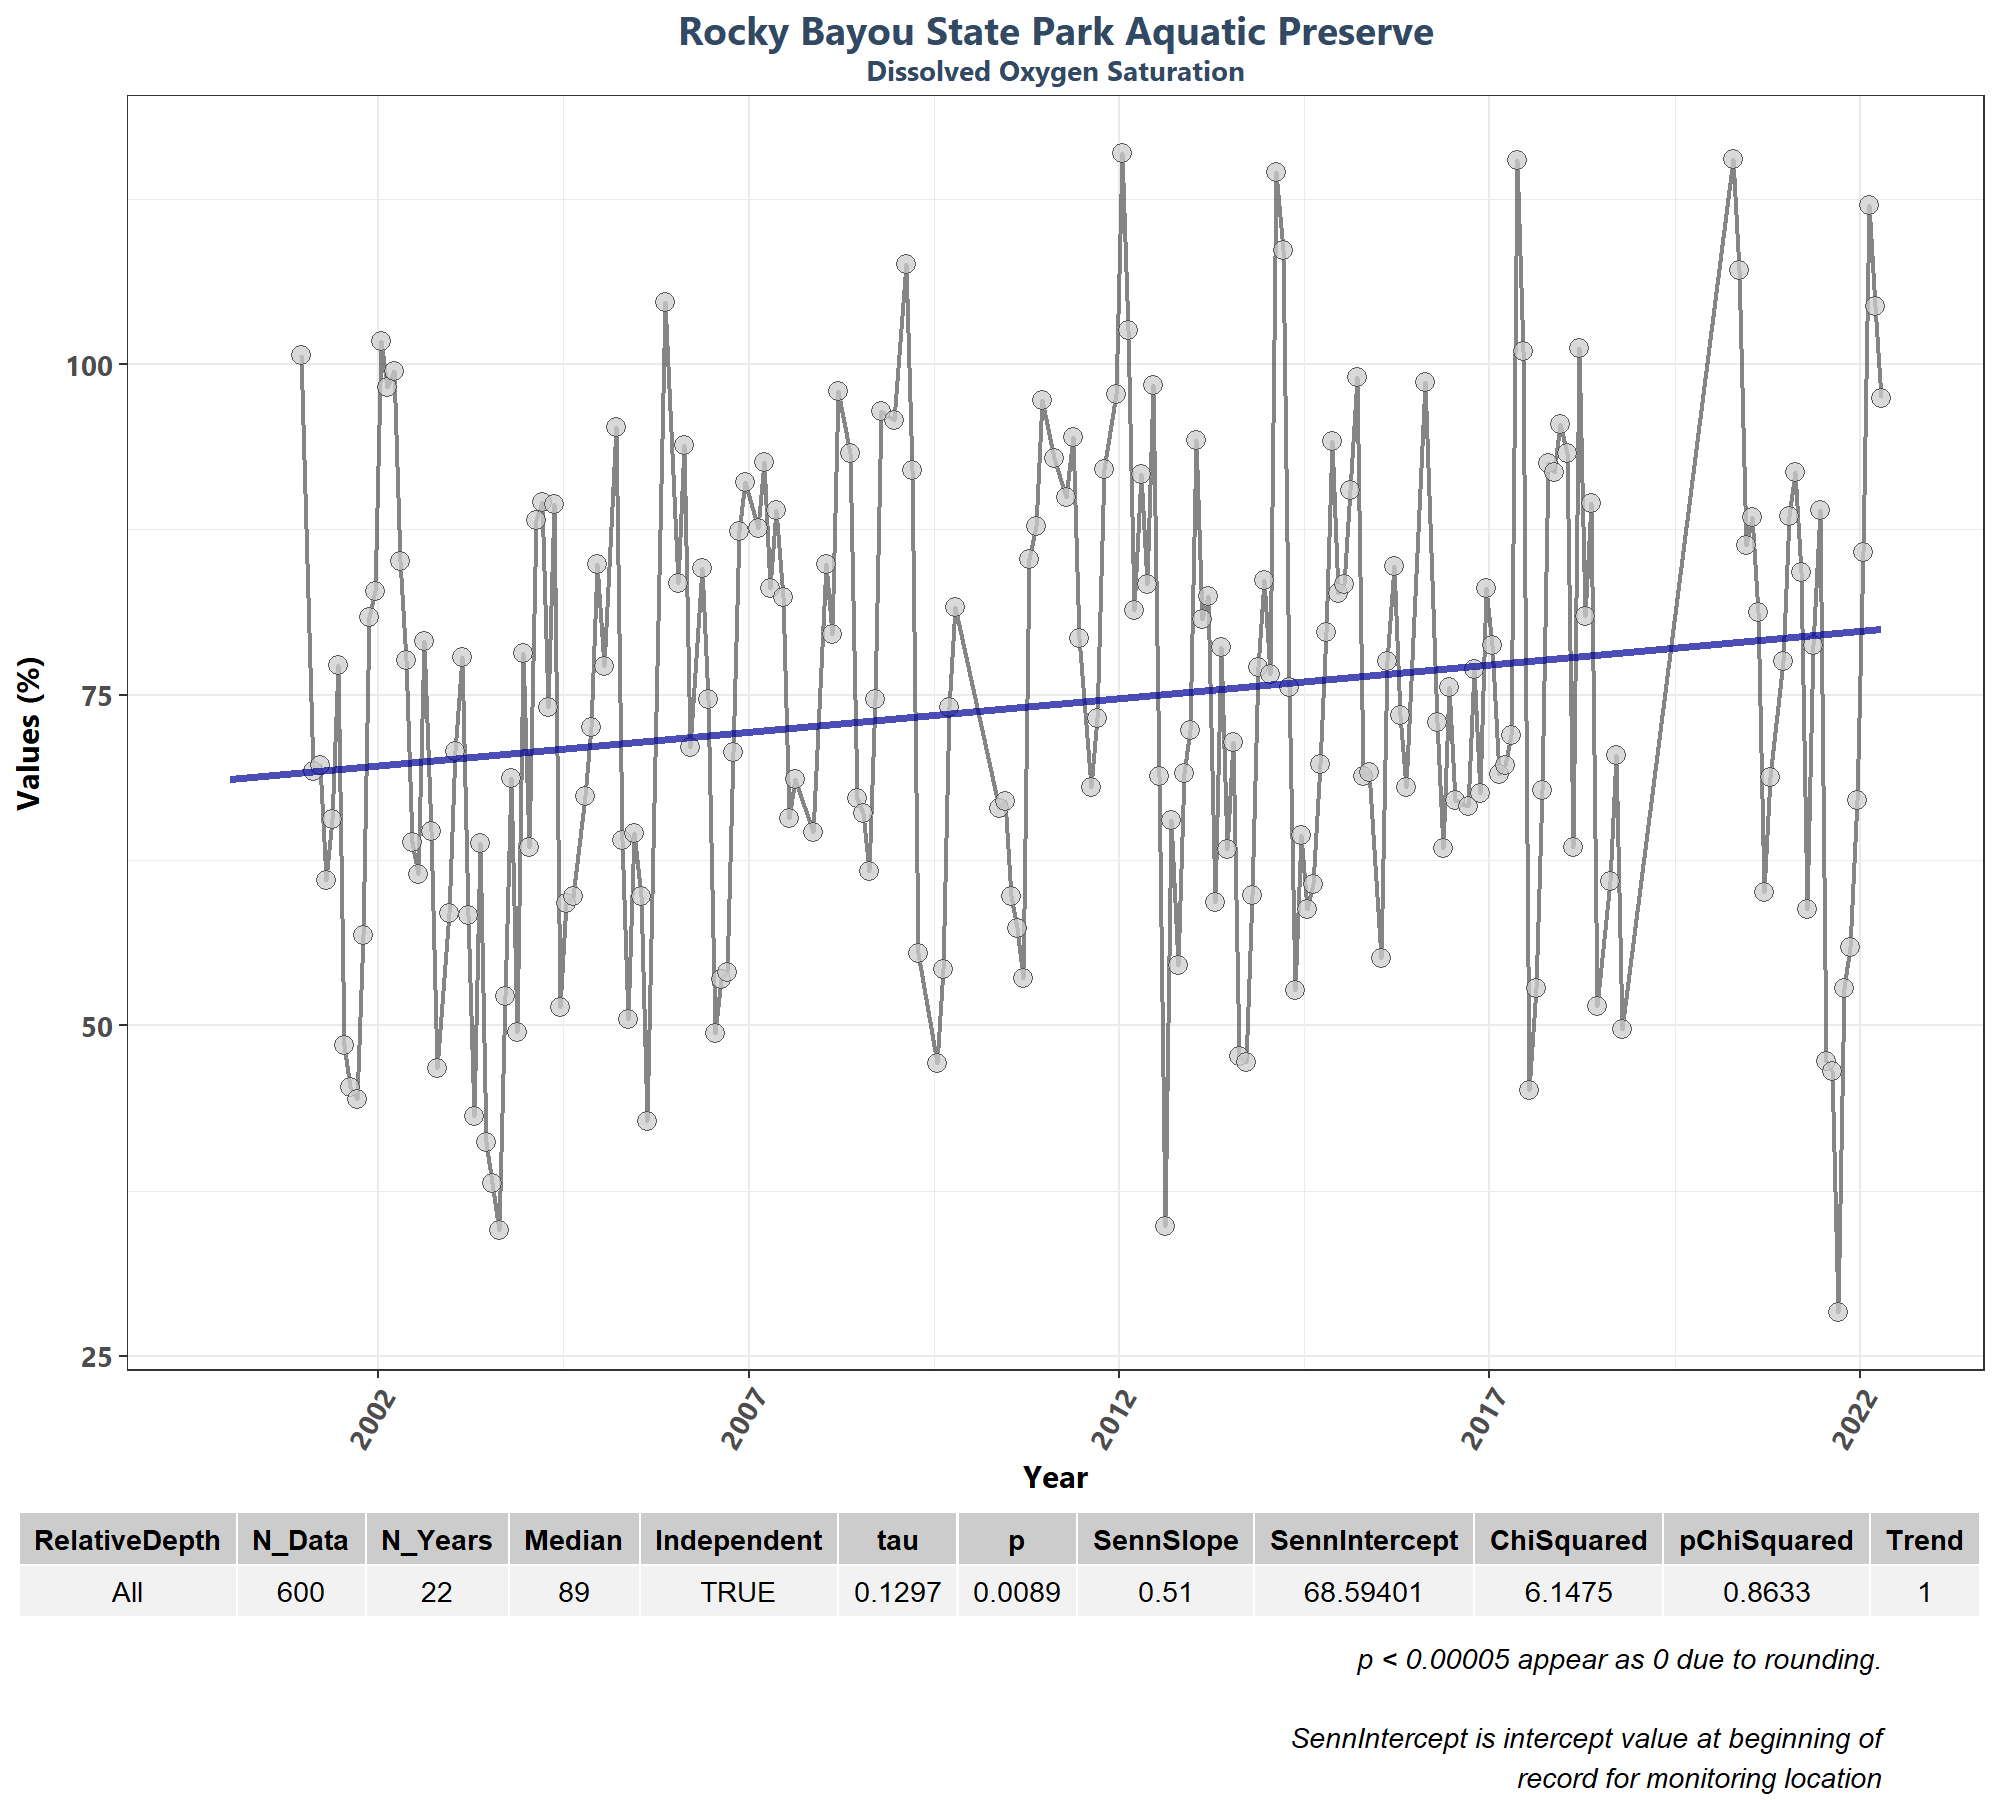 Rocky Bayou State Park Aquatic Preserve
Dissolved Oxygen Saturation
Values (%)
100
75
50
25
2002 2007 2012 2017 2022
Year
RelativeDepth N_Data N_Years Median Independent tau p SennSlope SennIntercept ChiSquared pChiSquared Trend
All 600 22 89 TRUE 0.1297 0.0089 0.51 68.59401 6.1475 0.8633 1
p < 0.00005 appear as 0 due to rounding.
SennIntercept is intercept value at beginning of
record for monitoring location